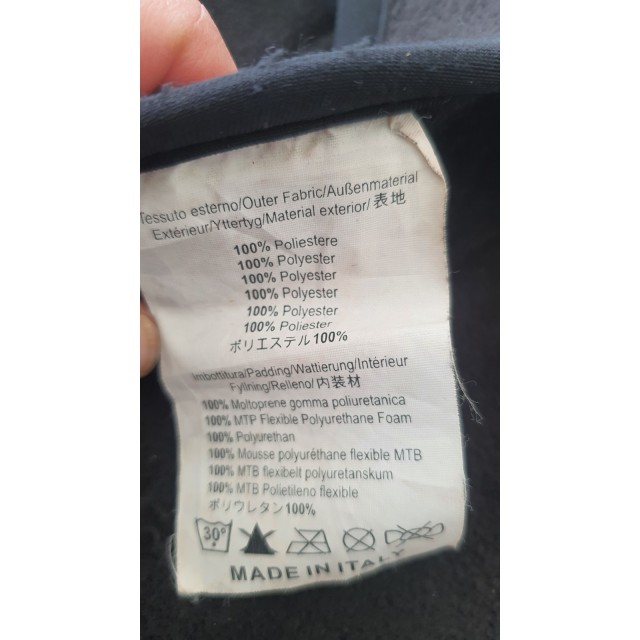 Tessuto esterno/Outer Fabric/Außenmaterial
Extérieur/Yttertyg/Material exterior/表地
100% Poliestere
100% Polyester
100% Polyester
100% Polyester
100% Polyester
100% Poliester
ポリエステル100%
Imbottitura/Padding/Wattierung/Intérieur
Fyllning/Relleno/内装材
100% Moltoprene gomma poliuretanica
100% MTP Flexible Polyurethane Foam
100% Polyurethan
100% Mousse polyuréthane flexible MTB
100% MTB flexibelt polyuretanskum
100% MTB Polietileno flexible
ポリウレタン100%
30°
MADE IN ITALY